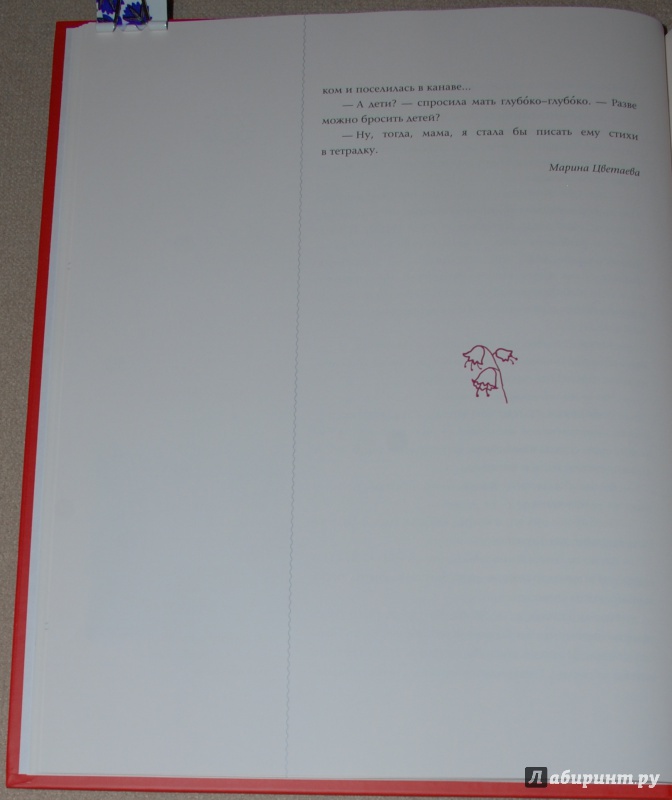 ком и поселилась в канаве...
— А дети? — спросила мать глубо́ко–глубо́ко. — Разве
можно бросить детей?
— Ну, тогда, мама, я стала бы писать ему стихи
в тетрадку.
Марина Цветаева
Лабиринт.ру